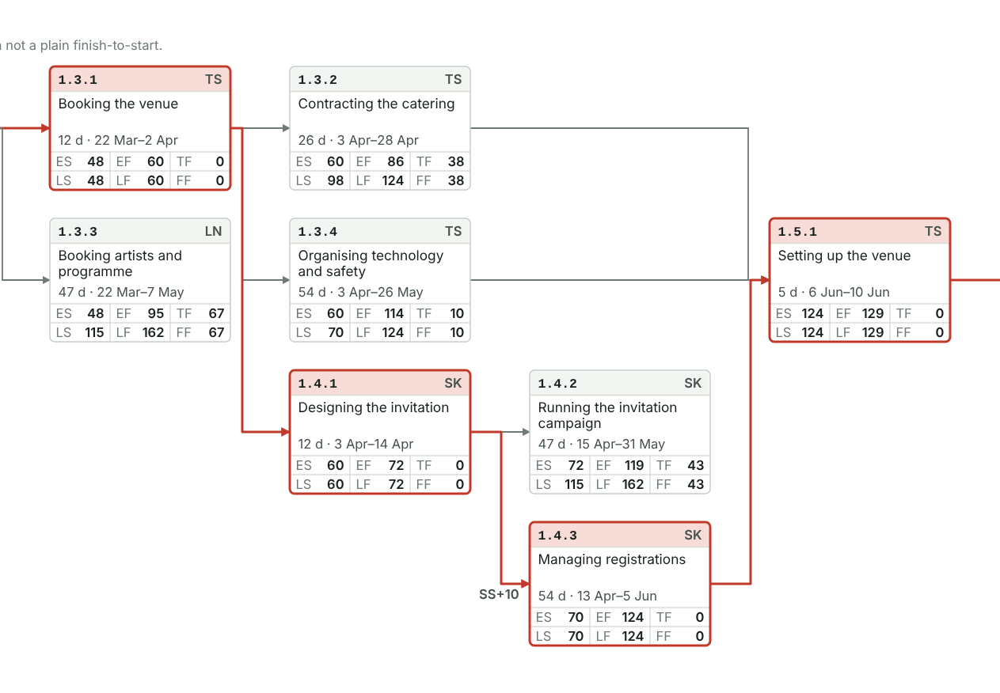 not a plain finish-to-start.
1.3.1 TS
Booking the venue
12 d · 22 Mar–2 Apr
ES 48 EF 60 TF 0
LS 48 LF 60 FF 0
1.3.2 TS
Contracting the catering
26 d · 3 Apr–28 Apr
ES 60 EF 86 TF 38
LS 98 LF 124 FF 38
1.3.3 LN
Booking artists and
programme
47 d · 22 Mar–7 May
ES 48 EF 95 TF 67
LS 115 LF 162 FF 67
1.3.4 TS
Organising technology
and safety
54 d · 3 Apr–26 May
ES 60 EF 114 TF 10
LS 70 LF 124 FF 10
1.5.1 TS
Setting up the venue
5 d · 6 Jun–10 Jun
ES 124 EF 129 TF 0
LS 124 LF 129 FF 0
1.4.1 SK
Designing the invitation
12 d · 3 Apr–14 Apr
ES 60 EF 72 TF 0
LS 60 LF 72 FF 0
1.4.2 SK
Running the invitation
campaign
47 d · 15 Apr–31 May
ES 72 EF 119 TF 43
LS 115 LF 162 FF 43
1.4.3 SK
Managing registrations
SS+10
54 d · 13 Apr–5 Jun
ES 70 EF 124 TF 0
LS 70 LF 124 FF 0